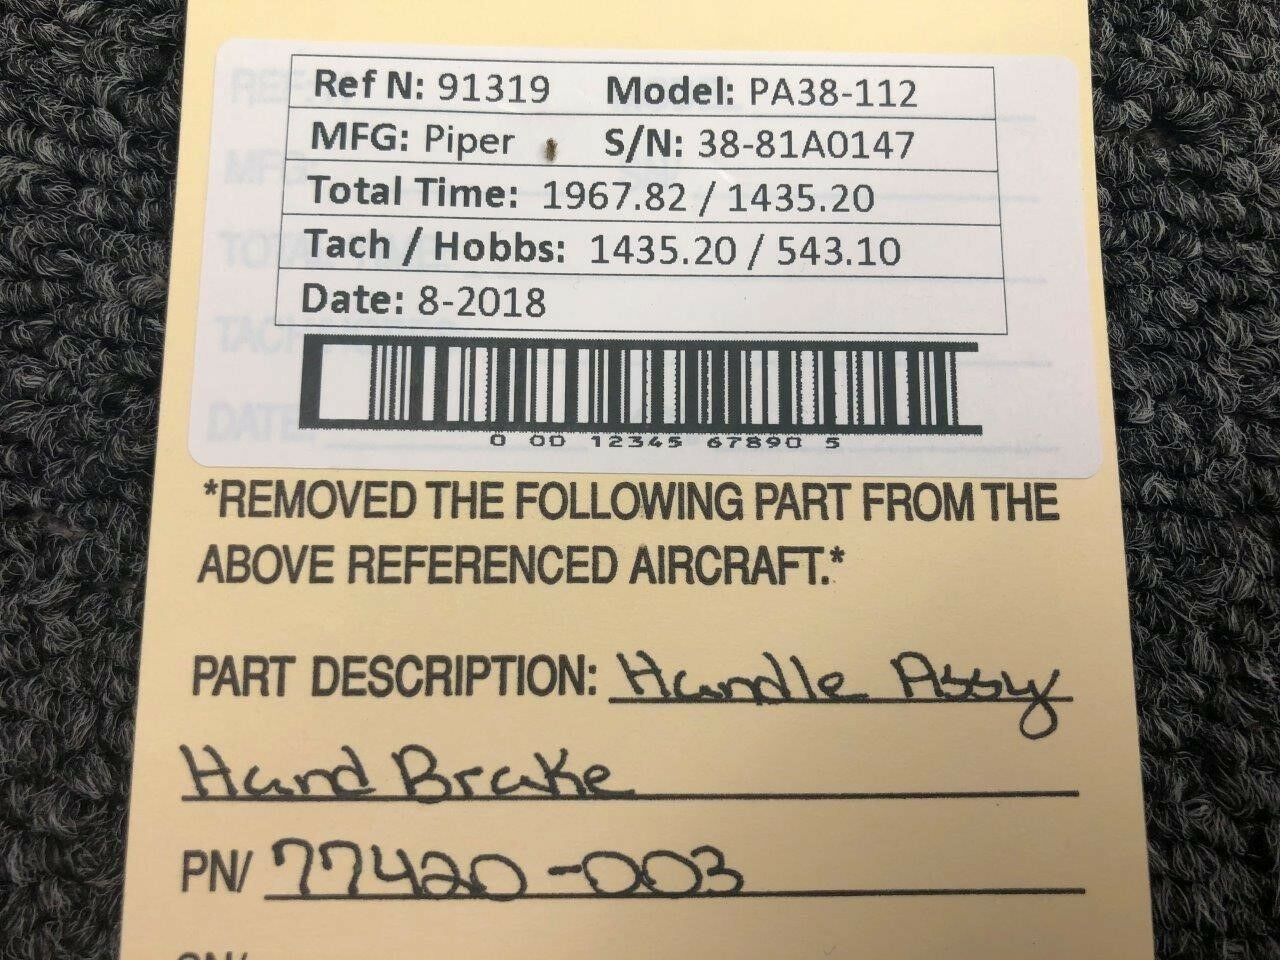 Ref N: 91319 Model: PA38-112
MFG: Piper S/N: 38-81A0147
Total Time: 1967.82 / 1435.20
Tach / Hobbs: 1435.20 / 543.10
Date: 8-2018
0 00 12345 67890 5
*REMOVED THE FOLLOWING PART FROM THE
ABOVE REFERENCED AIRCRAFT.*
PART DESCRIPTION: Handle Assy
Hand Brake
PN/ 77420-003